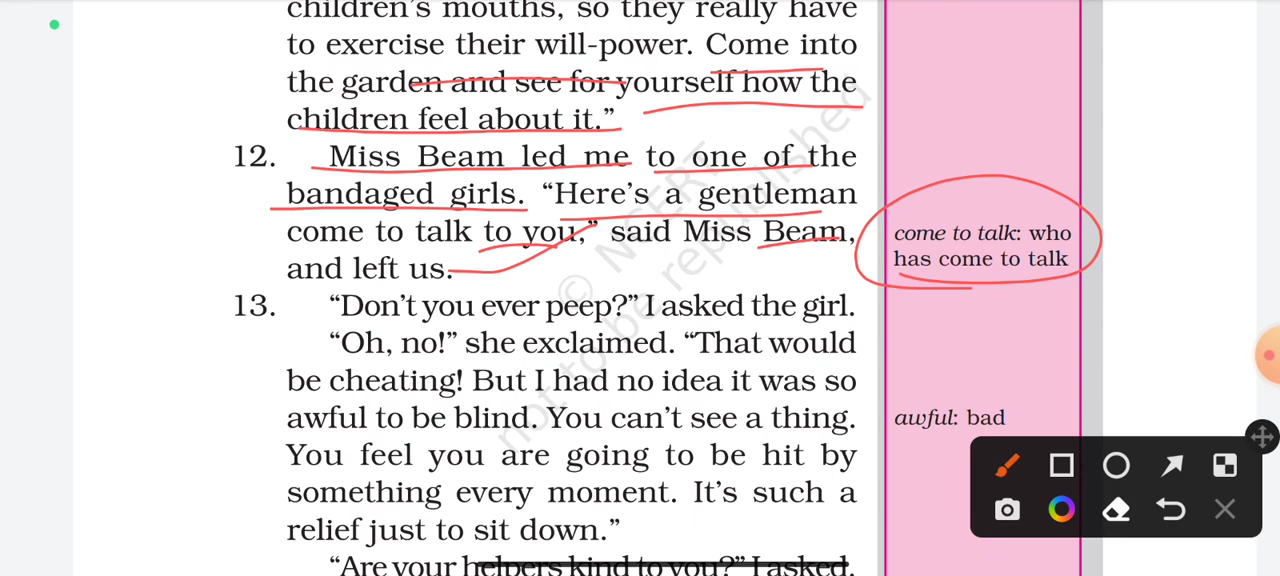 children's mouths, so they really have
to exercise their will-power. Come into
the garden and see for yourself how the
children feel about it.”
12. Miss Beam led me to one of the
bandaged girls. “Here's a gentleman
come to talk to you,” said Miss Beam,
and left us.
come to talk: who
has come to talk
13. “Don't you ever peep?” I asked the girl.
“Oh, no!” she exclaimed. “That would
be cheating! But I had no idea it was so
awful to be blind. You can't see a thing.
You feel you are going to be hit by
something every moment. It's such a
relief just to sit down.”
awful: bad
“Are your helpers kind to you?” I asked.
© NCERT
not to be republished